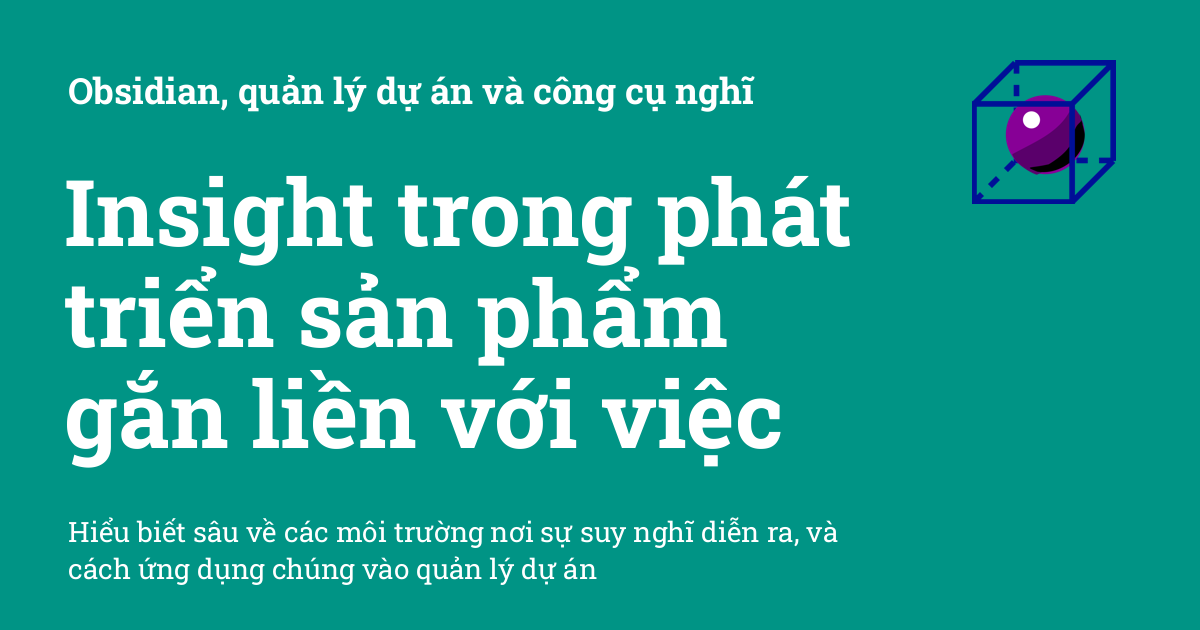 Obsidian, quản lý dự án và công cụ nghĩ
Insight trong phát
triển sản phẩm
gắn liền với việc
Hiểu biết sâu về các môi trường nơi sự suy nghĩ diễn ra, và
cách ứng dụng chúng vào quản lý dự án